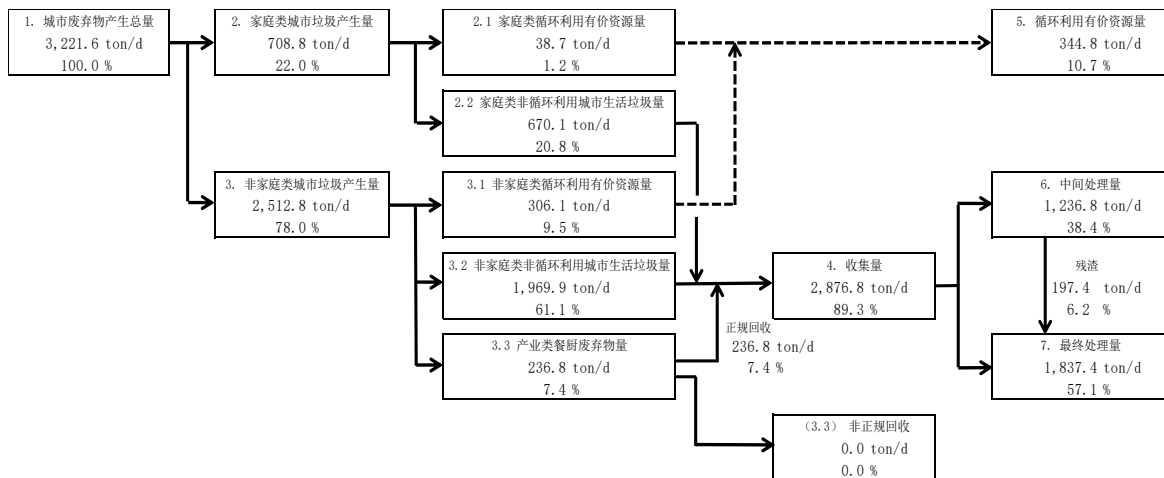 1. 城市废弃物产生总量
3,221.6 ton/d
100.0 %
2. 家庭类城市垃圾产生量
708.8 ton/d
22.0 %
2.1 家庭类循环利用有价资源量
38.7 ton/d
1.2 %
5. 循环利用有价资源量
344.8 ton/d
10.7 %
2.2 家庭类非循环利用城市生活垃圾量
670.1 ton/d
20.8 %
3. 非家庭类城市垃圾产生量
2,512.8 ton/d
78.0 %
3.1 非家庭类循环利用有价资源量
306.1 ton/d
9.5 %
6. 中间处理量
1,236.8 ton/d
38.4 %
3.2 非家庭类非循环利用城市生活垃圾量
1,969.9 ton/d
61.1 %
4. 收集量
2,876.8 ton/d
89.3 %
残渣
197.4 ton/d
6.2 %
3.3 产业类餐厨废弃物量
236.8 ton/d
7.4 %
正规回收
236.8 ton/d
7.4 %
7. 最终处理量
1,837.4 ton/d
57.1 %
（3.3） 非正规回收
0.0 ton/d
0.0 %